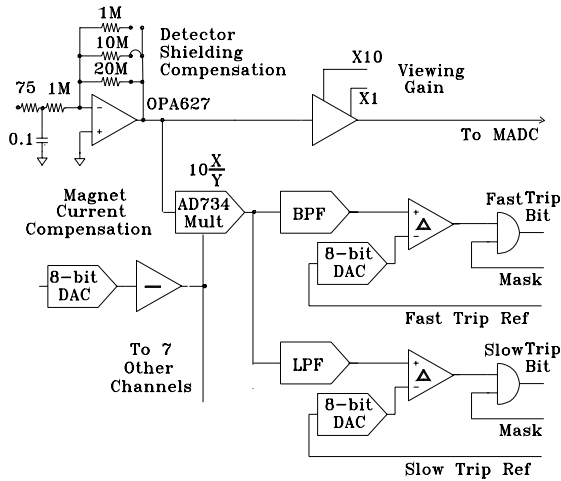 1M
10M
20M
Detector
Shielding
Compensation
75 1M
−
+
OPA627
0.1
X10
X1
Viewing
Gain
To MADC
Magnet
Current
Compensation
10 X/Y
AD734
Mult
BPF
+
Δ
−
Fast Trip
Bit
8-bit
DAC
Mask
Fast Trip Ref
8-bit
DAC
−
To 7
Other
Channels
LPF
+
Δ
−
Slow Trip
Bit
8-bit
DAC
Mask
Slow Trip Ref